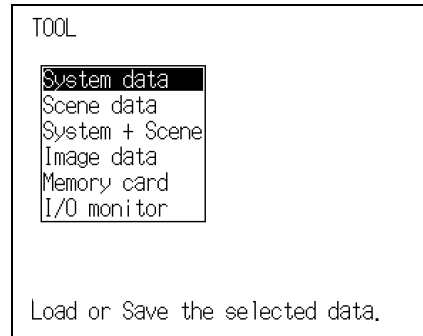 TOOL
System data
Scene data
System + Scene
Image data
Memory card
I/O monitor
Load or Save the selected data.